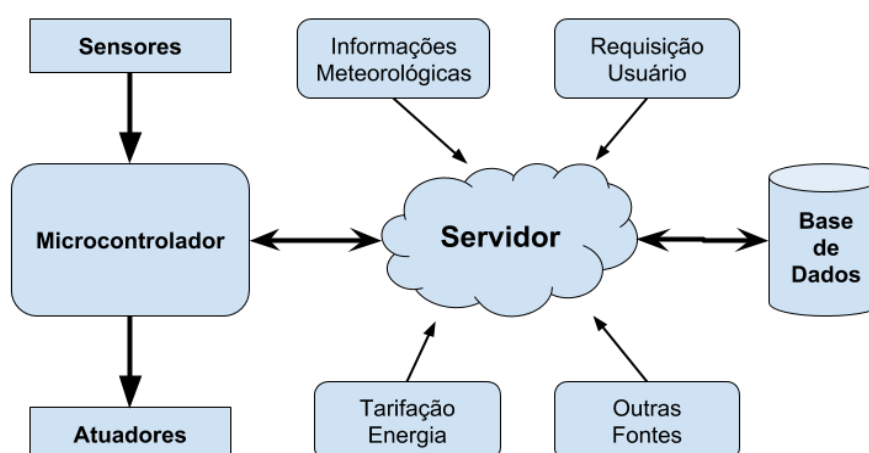 Sensores
Informações
Meteorológicas
Requisição
Usuário
Microcontrolador
Servidor
Base
de
Dados
Atuadores
Tarifação
Energia
Outras
Fontes